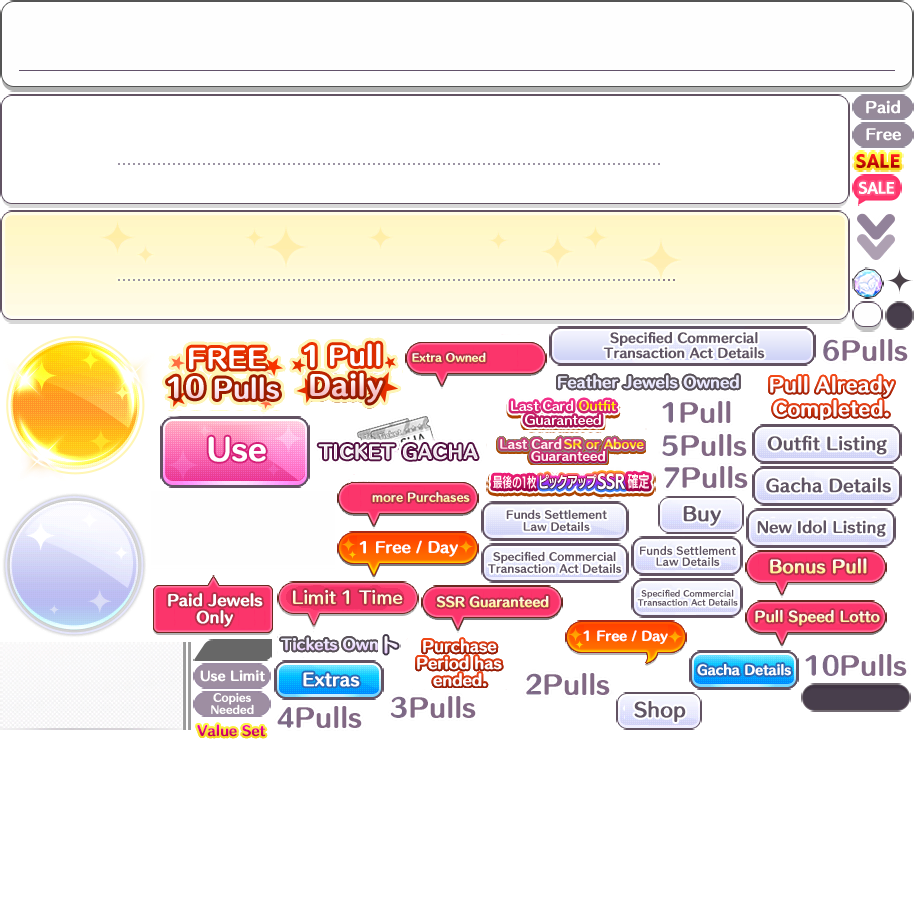 Paid
Free
SALE
SALE
FREE
10 Pulls
1 Pull
Daily
Extra Owned
Specified Commercial
Transaction Act Details
6Pulls
Feather Jewels Owned
Pull Already
Completed.
Last Card Outfit
Guaranteed
1Pull
Use
TICKET GACHA
Last Card SR or Above
Guaranteed
5Pulls
Outfit Listing
最後の1枚ピックアップSSR確定
7Pulls
Gacha Details
more Purchases
Funds Settlement
Law Details
Buy
New Idol Listing
1 Free / Day
Specified Commercial
Transaction Act Details
Funds Settlement
Law Details
Bonus Pull
Paid Jewels
Only
Limit 1 Time
SSR Guaranteed
Specified Commercial
Transaction Act Details
Pull Speed Lotto
1 Free / Day
Tickets Own ト
Purchase
Period has
ended.
Use Limit
Extras
Gacha Details
10Pulls
Copies
Needed
2Pulls
3Pulls
4Pulls
Shop
Value Set